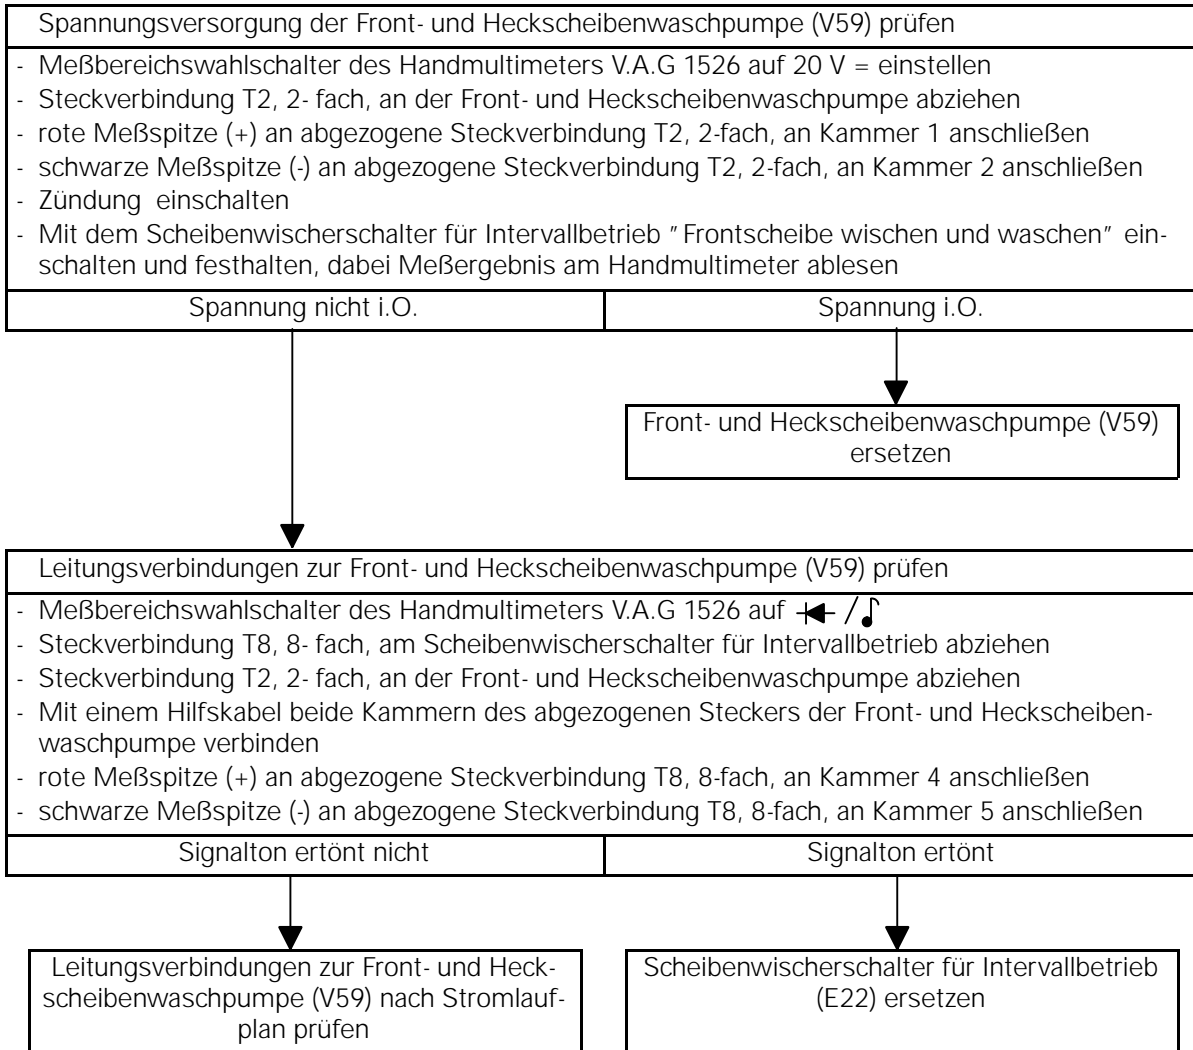 Spannungsversorgung der Front- und Heckscheibenwaschpumpe (V59) prüfen
- Meßbereichswahlschalter des Handmultimeters V.A.G 1526 auf 20 V = einstellen
- Steckverbindung T2, 2- fach, an der Front- und Heckscheibenwaschpumpe abziehen
- rote Meßspitze (+) an abgezogene Steckverbindung T2, 2-fach, an Kammer 1 anschließen
- schwarze Meßspitze (-) an abgezogene Steckverbindung T2, 2-fach, an Kammer 2 anschließen
- Zündung einschalten
- Mit dem Scheibenwischerschalter für Intervallbetrieb "Frontscheibe wischen und waschen" ein-
schalten und festhalten, dabei Meßergebnis am Handmultimeter ablesen
Spannung nicht i.O.
Spannung i.O.
Front- und Heckscheibenwaschpumpe (V59)
ersetzen
Leitungsverbindungen zur Front- und Heckscheibenwaschpumpe (V59) prüfen
- Meßbereichswahlschalter des Handmultimeters V.A.G 1526 auf /♪
- Steckverbindung T8, 8- fach, am Scheibenwischerschalter für Intervallbetrieb abziehen
- Steckverbindung T2, 2- fach, an der Front- und Heckscheibenwaschpumpe abziehen
- Mit einem Hilfskabel beide Kammern des abgezogenen Steckers der Front- und Heckscheiben-
waschpumpe verbinden
- rote Meßspitze (+) an abgezogene Steckverbindung T8, 8-fach, an Kammer 4 anschließen
- schwarze Meßspitze (-) an abgezogene Steckverbindung T8, 8-fach, an Kammer 5 anschließen
Signalton ertönt nicht
Signalton ertönt
Leitungsverbindungen zur Front- und Heck-
scheibenwaschpumpe (V59) nach Stromlauf-
plan prüfen
Scheibenwischerschalter für Intervallbetrieb
(E22) ersetzen